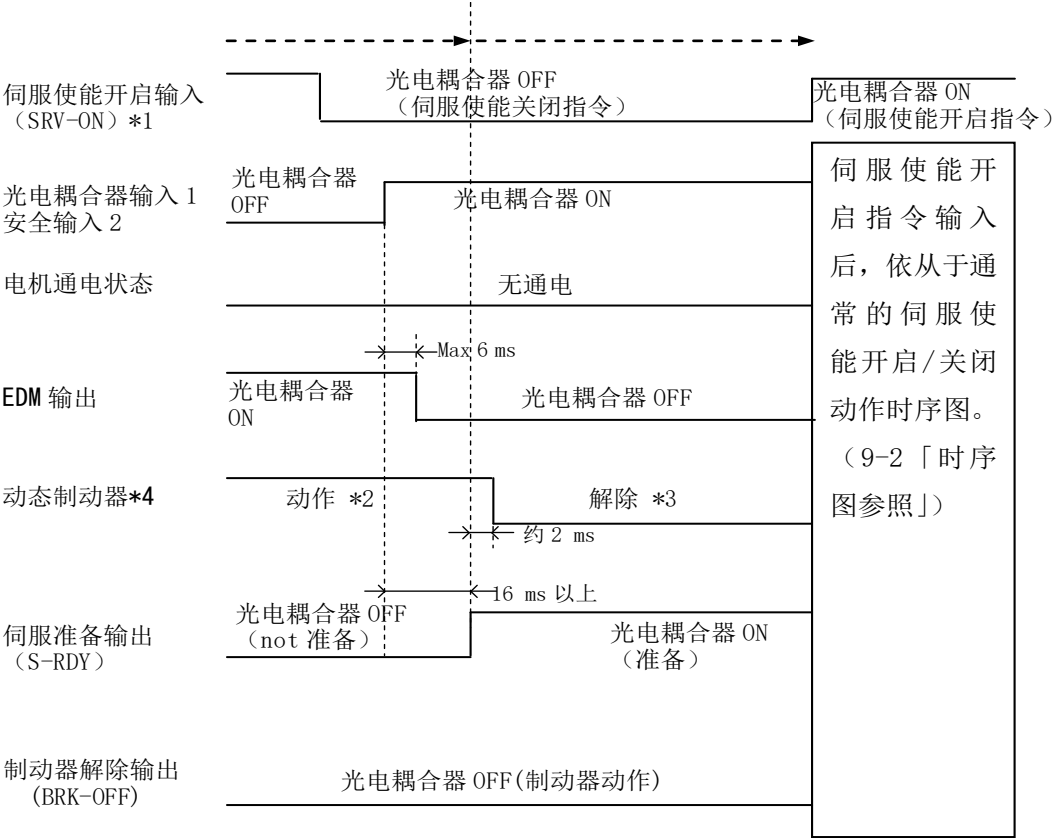 伺服使能开启输入
（SRV-ON）*1
光电耦合器 OFF
（伺服使能关闭指令）
光电耦合器 ON
（伺服使能开启指令）
光电耦合器输入 1
安全输入 2
光电耦合器
OFF
光电耦合器 ON
电机通电状态
无通电
Max 6 ms
EDM 输出
光电耦合器
ON
光电耦合器 OFF
动态制动器*4
动作 *2
解除 *3
约 2 ms
16 ms 以上
伺服准备输出
（S-RDY）
光电耦合器 OFF
（not 准备）
光电耦合器 ON
（准备）
制动器解除输出
(BRK-OFF)
光电耦合器 OFF(制动器动作)
伺服使能开
启指令输入
后，依从于通
常的伺服使
能开启/关闭
动作时序图。
（9-2「时序
图参照」）